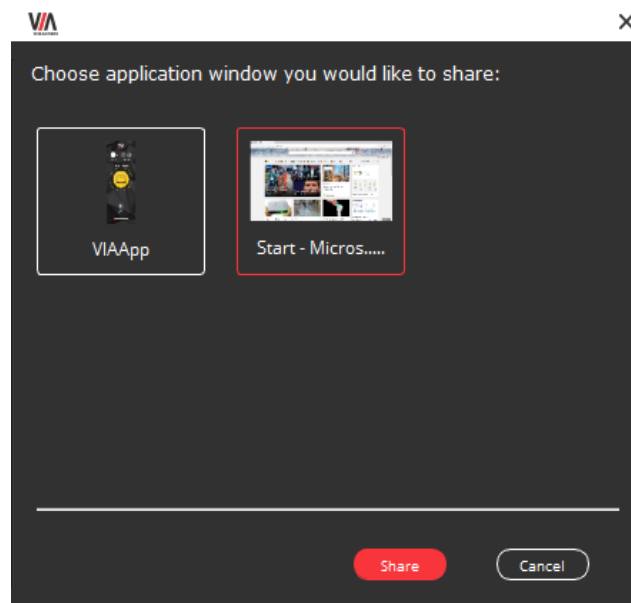 VIA
Choose application window you would like to share:
VIAApp
Start - Micros.....
Share
Cancel